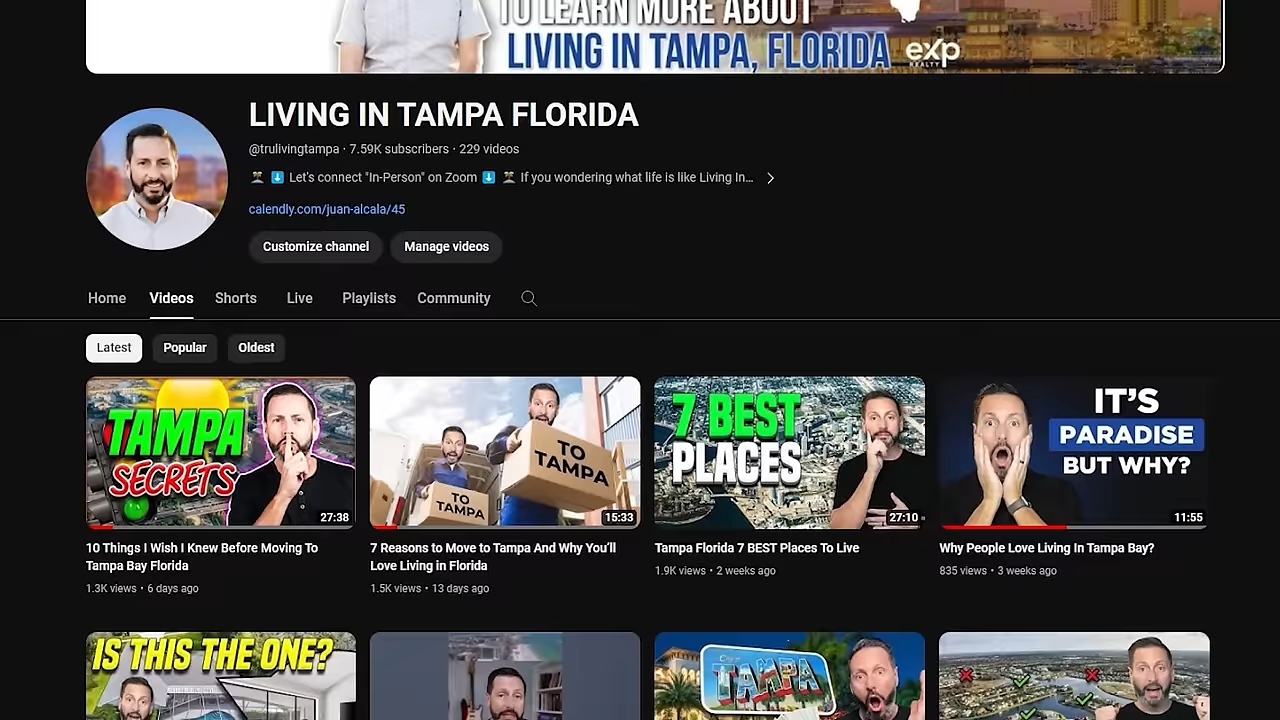 TO LEARN MORE ABOUT
LIVING IN TAMPA, FLORIDA
exp
REALTY
LIVING IN TAMPA FLORIDA
@trulivingtampa · 7.59K subscribers · 229 videos
Let's connect "In-Person" on Zoom If you wondering what life is like Living In...
calendly.com/juan-alcala/45
Customize channel
Manage videos
Home
Videos
Shorts
Live
Playlists
Community
Latest
Popular
Oldest
TAMPA
SECRETS
27:38
TO
TAMPA
TO
TAMPA
15:33
7 BEST
PLACES
27:10
IT'S
PARADISE
BUT WHY?
11:55
10 Things I Wish I Knew Before Moving To
Tampa Bay Florida
1.3K views · 6 days ago
7 Reasons to Move to Tampa And Why You'll
Love Living in Florida
1.5K views · 13 days ago
Tampa Florida 7 BEST Places To Live
1.9K views · 2 weeks ago
Why People Love Living In Tampa Bay?
835 views · 3 weeks ago
IS THIS THE ONE?
TAMPA